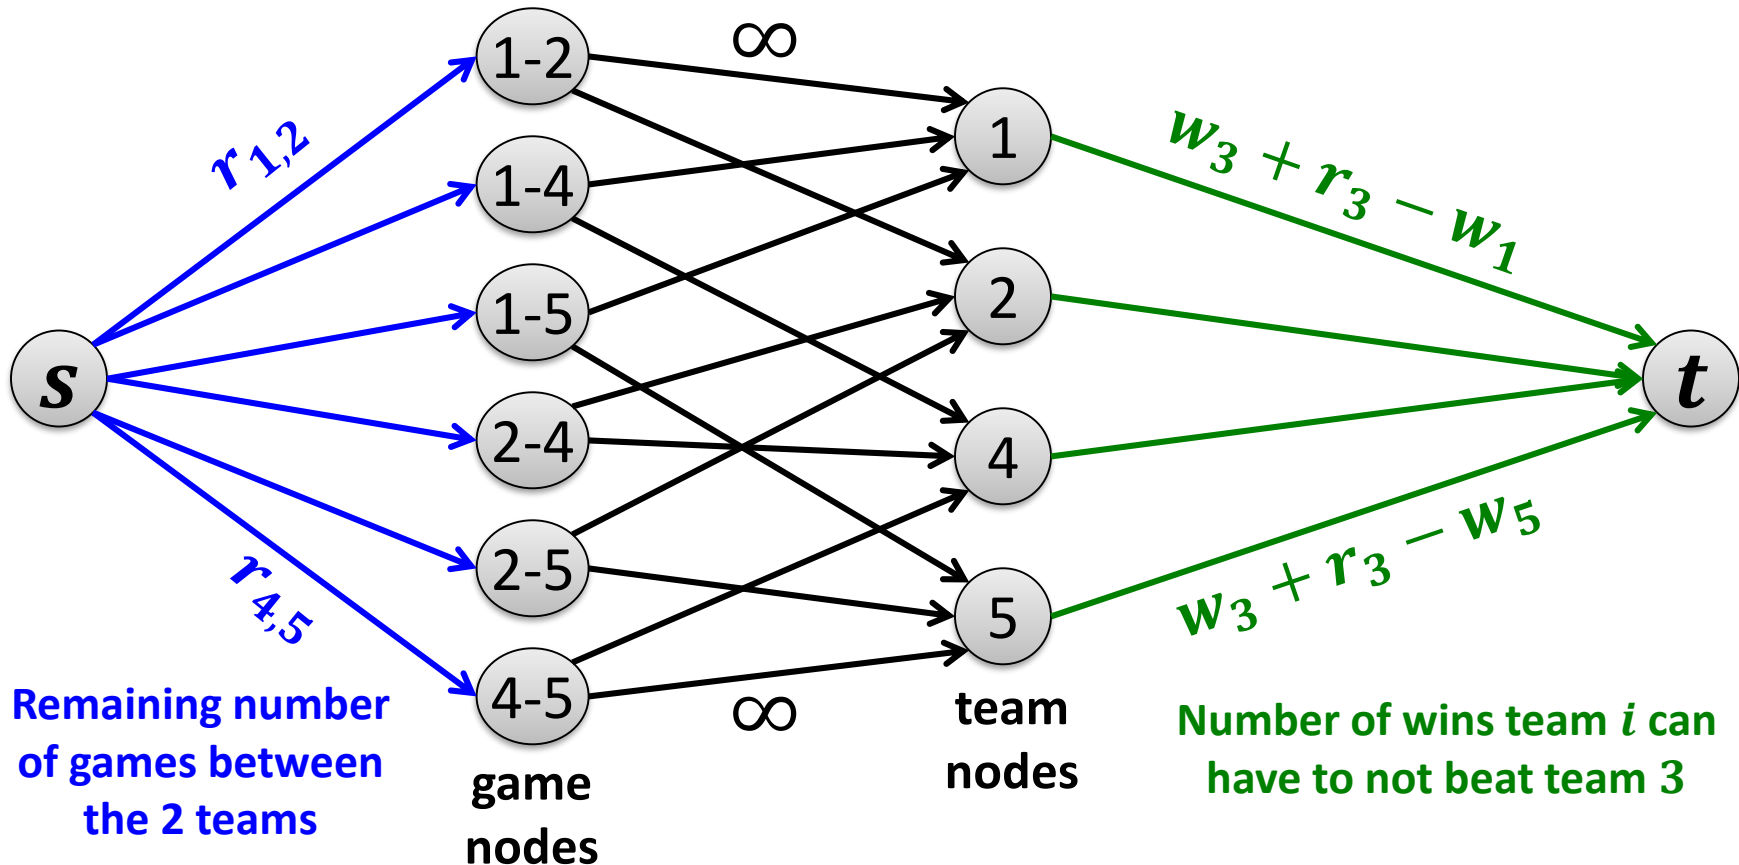 1-2
∞
r1,2
1-4
1
w3 + r3 − w1
1-5
2
s
t
2-4
4
2-5
5
r4,5
w3 + r3 − w5
4-5
∞
Remaining number
of games between
the 2 teams
game
nodes
team
nodes
Number of wins team i can
have to not beat team 3